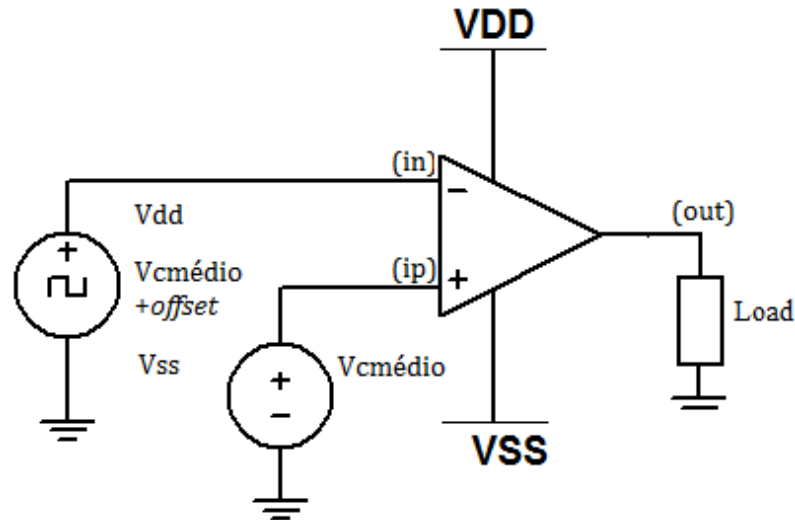 VDD
(in)
−
Vdd
(out)
+
Vcmédio
+offset
(ip)
+
Load
Vss
Vcmédio
+
−
VSS